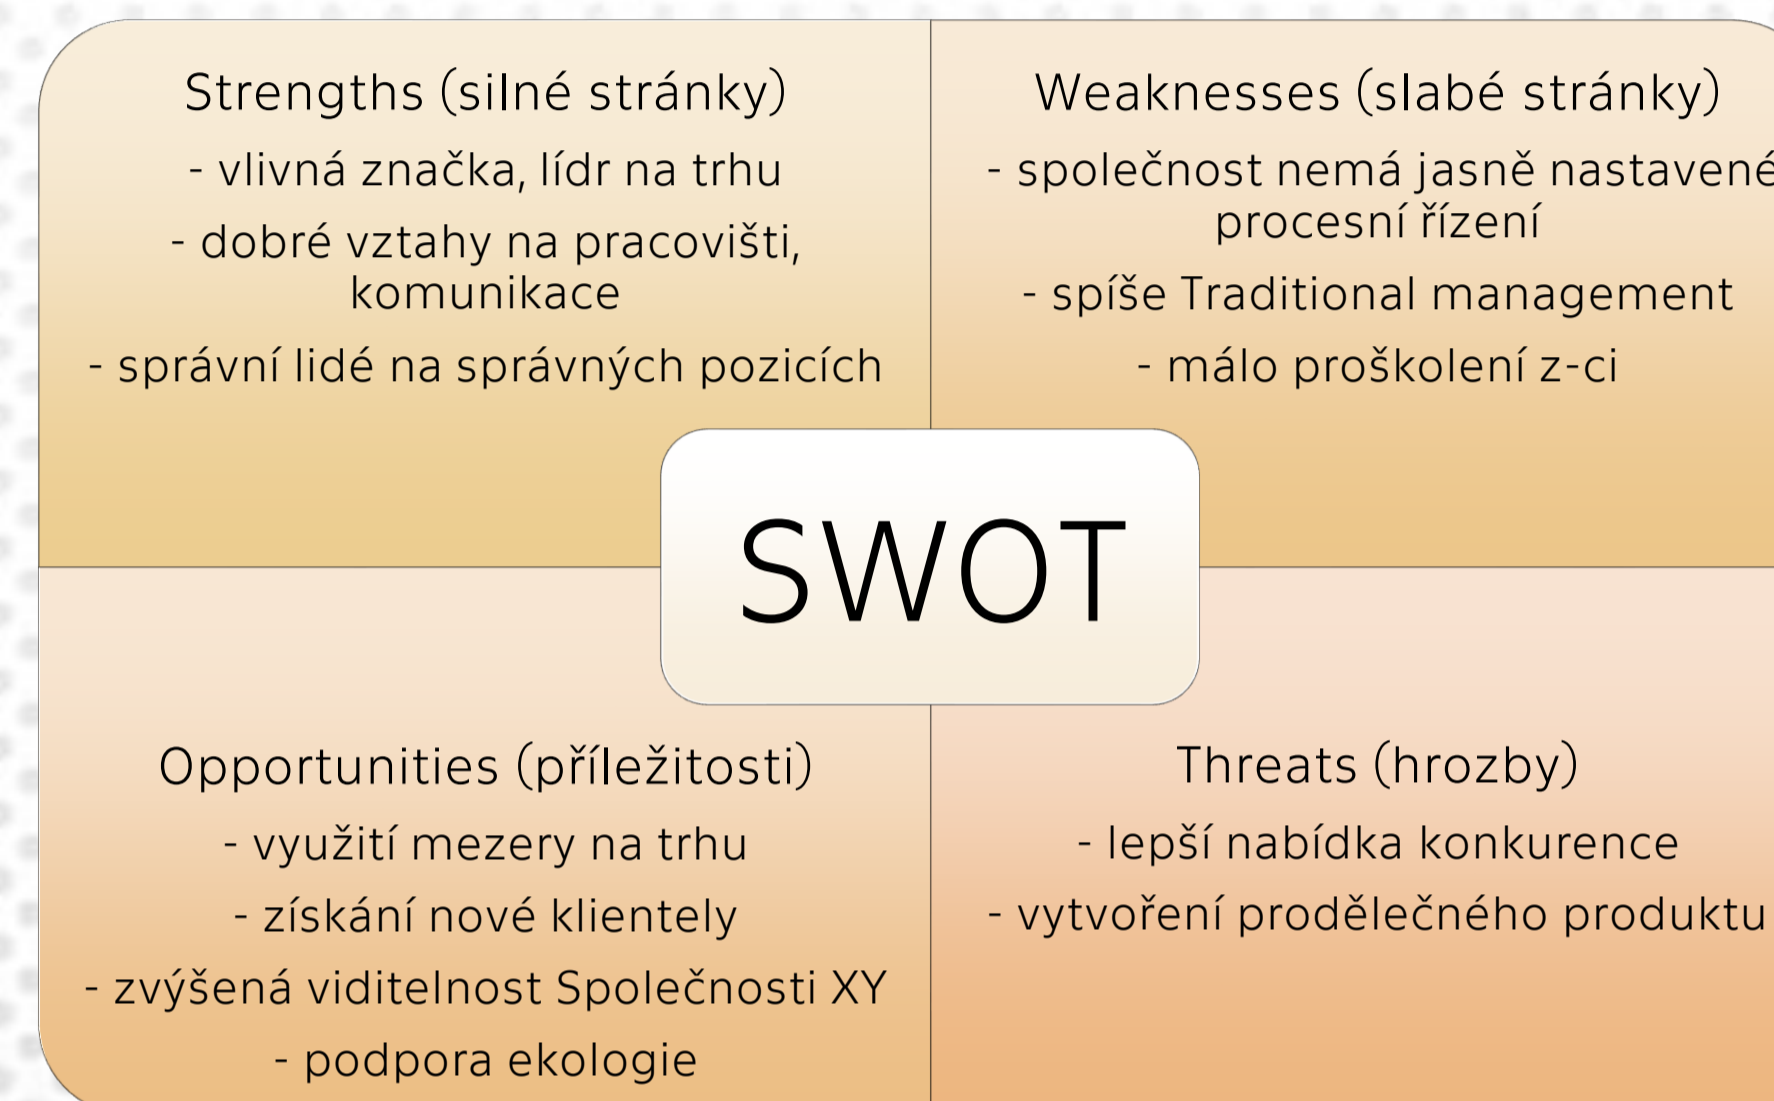 Strengths (silné stránky)
- vlivná značka, lídr na trhu
- dobré vztahy na pracovišti,
komunikace
- správní lidé na správných pozicích
Weaknesses (slabé stránky)
- společnost nemá jasně nastavené
procesní řízení
- spíše Traditional management
- málo proškolení z-ci
SWOT
Opportunities (příležitosti)
- využití mezery na trhu
- získání nové klientely
- zvýšená viditelnost Společnosti XY
- podpora ekologie
Threats (hrozby)
- lepší nabídka konkurence
- vytvoření prodělečného produktu